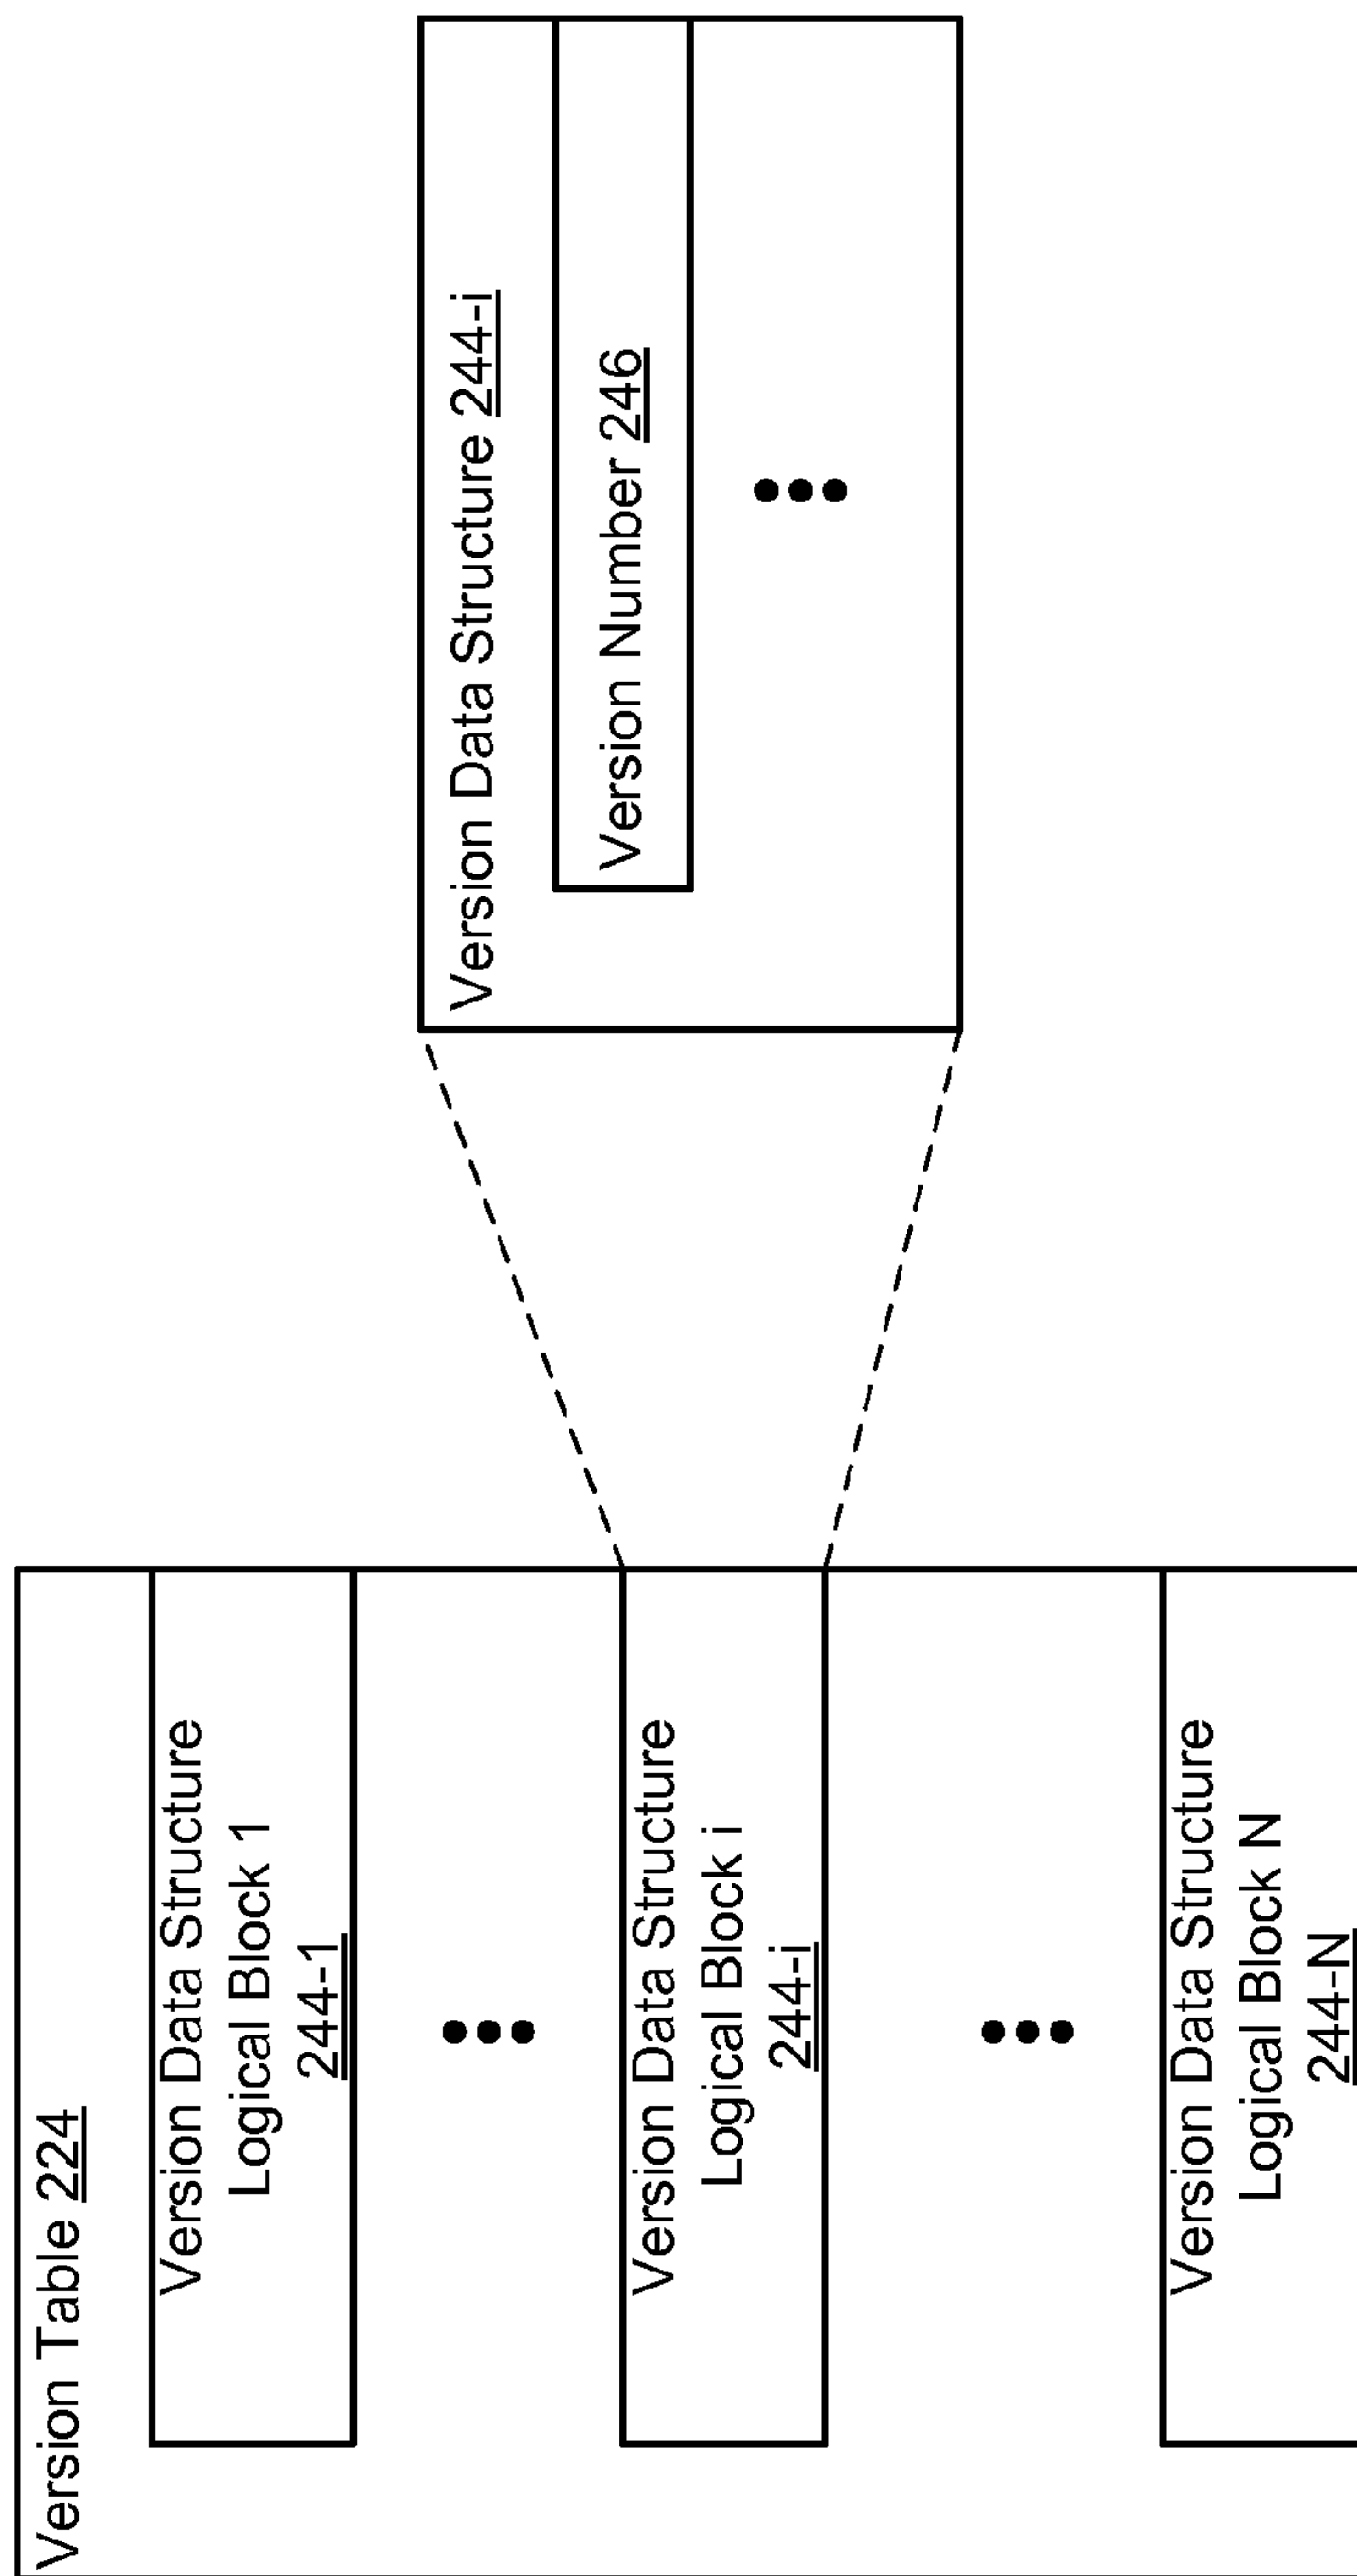 Version Table 224
Version Data Structure
Logical Block 1
244-1
Version Data Structure
Logical Block i
244-i
Version Data Structure
Logical Block N
244-N
Version Data Structure 244-i
Version Number 246